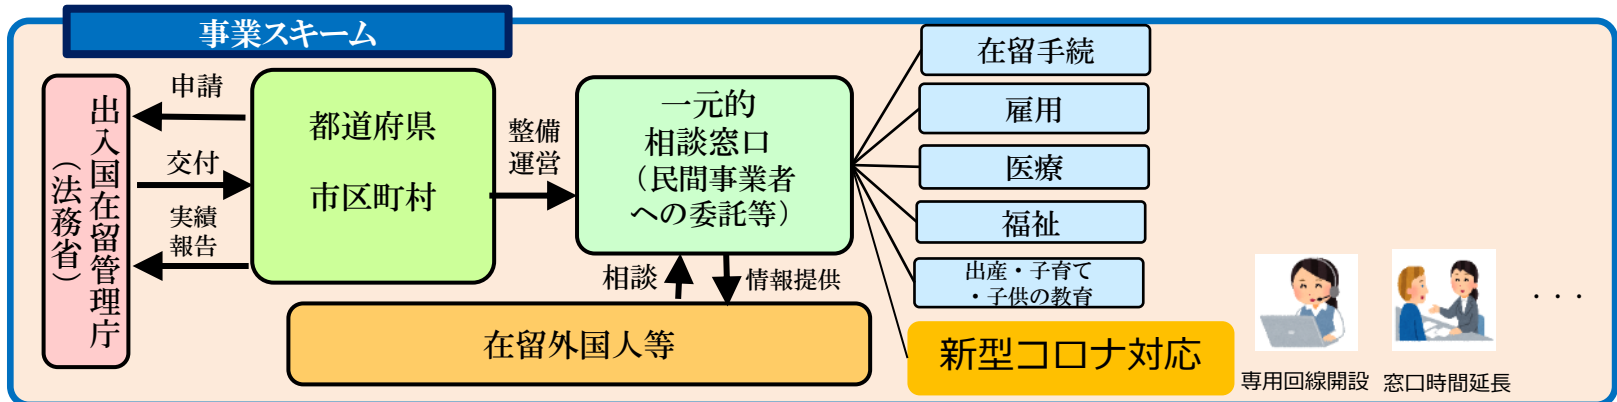 事業スキーム
出入国在留管理庁
（法務省）
申請
交付
実績
報告
都道府県
市区町村
整備
運営
一元的
相談窓口
（民間事業者
への委託等）
相談
情報提供
在留外国人等
在留手続
雇用
医療
福祉
出産・子育て
・子供の教育
新型コロナ対応
専用回線開設
窓口時間延長
・・・